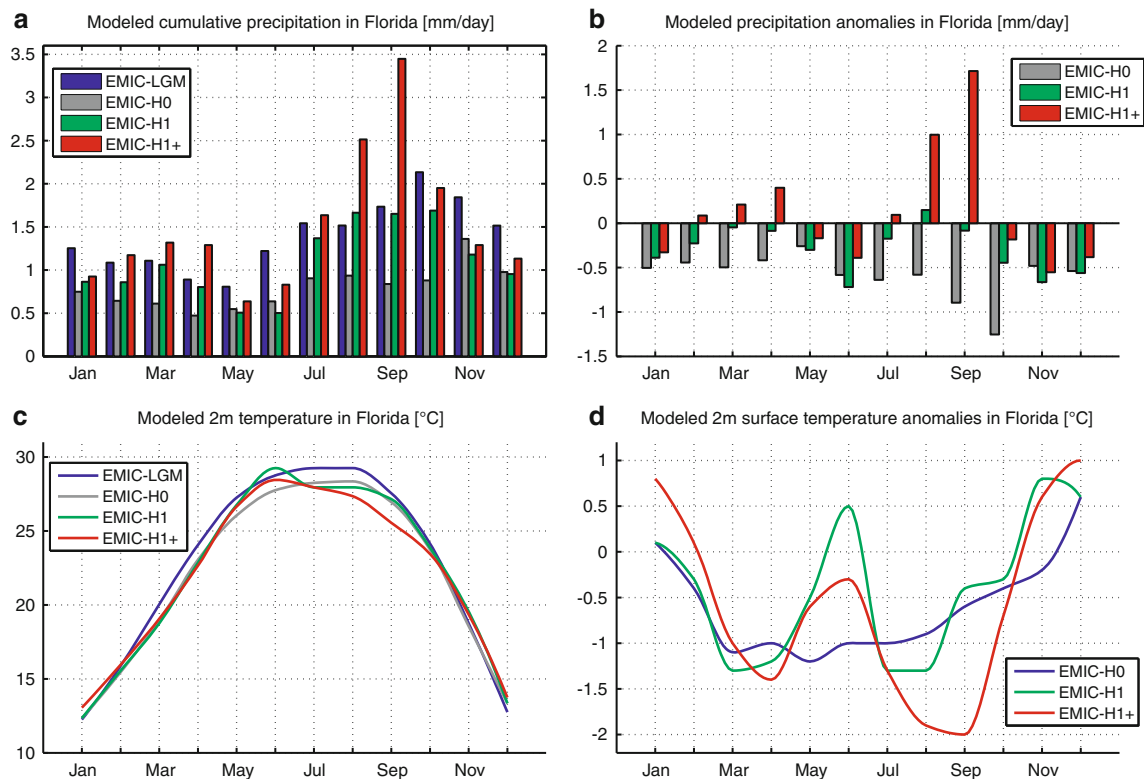 a Modeled cumulative precipitation in Florida [mm/day]
3.5
3
2.5
2
1.5
1
0.5
0
EMIC-LGM
EMIC-H0
EMIC-H1
EMIC-H1+
Jan Mar May Jul Sep Nov
b Modeled precipitation anomalies in Florida [mm/day]
2
1.5
1
0.5
0
-0.5
-1
-1.5
EMIC-H0
EMIC-H1
EMIC-H1+
Jan Mar May Jul Sep Nov
c Modeled 2m temperature in Florida [°C]
30
25
20
15
10
EMIC-LGM
EMIC-H0
EMIC-H1
EMIC-H1+
Jan Mar May Jul Sep Nov
d Modeled 2m surface temperature anomalies in Florida [°C]
1
0.5
0
-0.5
-1
-1.5
-2
EMIC-H0
EMIC-H1
EMIC-H1+
Jan Mar May Jul Sep Nov